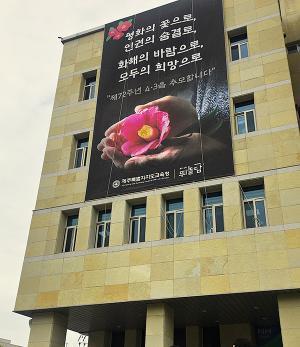 평화의 꽃으로,
인권의 숨결로,
화해의 바람으로,
모두의 희망으로
"제72주년 4·3을 추모합니다"
제주특별자치도교육청